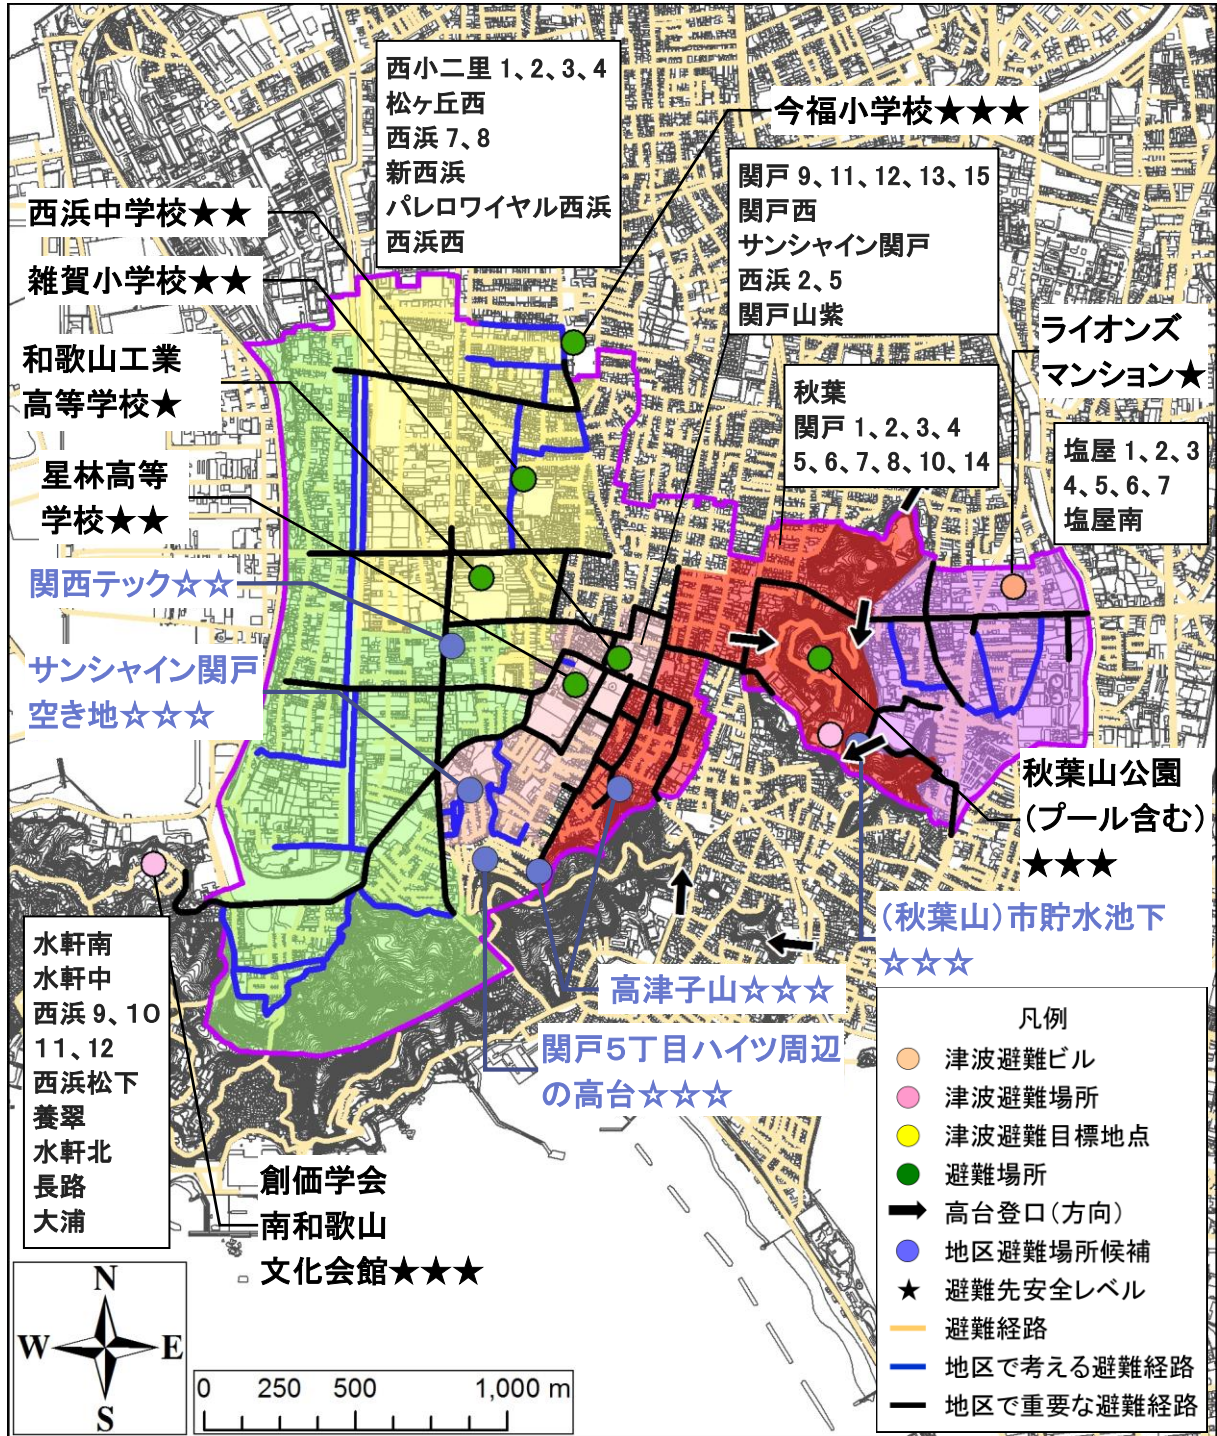 西小二里 1、2、3、4
松ヶ丘西
西浜 7、8
新西浜
パレロワイヤル西浜
西浜西
今福小学校★★★
関戸 9、11、12、13、15
関戸西
サンシャイン関戸
西浜 2、5
関戸山紫
西浜中学校★★
雑賀小学校★★
和歌山工業
高等学校★
星林高等
学校★★
関西テック☆☆
サンシャイン関戸
空き地☆☆☆
ライオンズ
マンション★
秋葉
関戸 1、2、3、4
5、6、7、8、10、14
塩屋 1、2、3
4、5、6、7
塩屋南
秋葉山公園
(プール含む)
★★★
(秋葉山)市貯水池下
☆☆☆
高津子山☆☆☆
関戸5丁目ハイツ周辺
の高台☆☆☆
水軒南
水軒中
西浜 9、10
11、12
西浜松下
養翠
水軒北
長路
大浦
創価学会
南和歌山
文化会館★★★
凡例
津波避難ビル
津波避難場所
津波避難目標地点
避難場所
高台登口(方向)
地区避難場所候補
★ 避難先安全レベル
避難経路
地区で考える避難経路
地区で重要な避難経路
N
W E
S
0 250 500 1,000 m